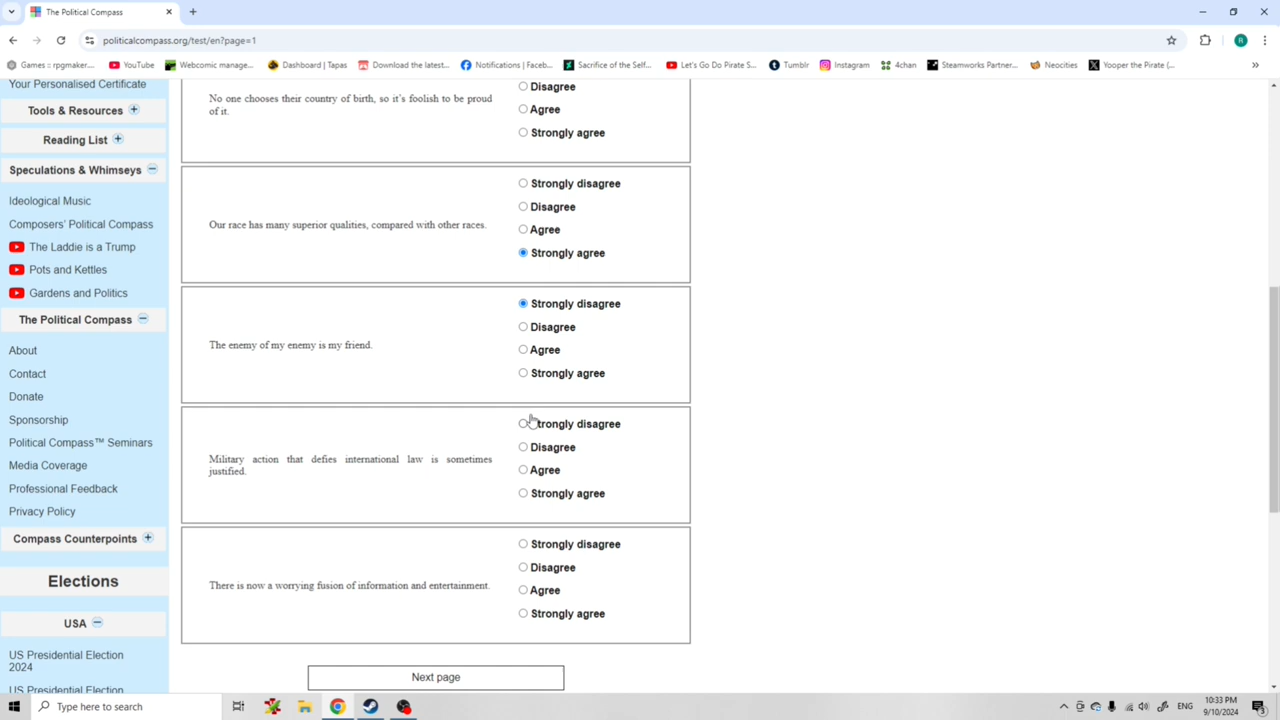 The Political Compass
politicalcompass.org/test/en?page=1
Games :: rpgmaker... YouTube Webcomic manage... Dashboard | Tapas Download the latest... Notifications | Faceb... Sacrifice of the Self... Let's Go Do Pirate S... Tumblr Instagram 4chan Steamworks Partner... Neocities Yooper the Pirate (...
Your Personalised Certificate
Tools & Resources
Reading List
Speculations & Whimseys
Ideological Music
Composers' Political Compass
The Laddie is a Trump
Pots and Kettles
Gardens and Politics
The Political Compass
About
Contact
Donate
Sponsorship
Political Compass™ Seminars
Media Coverage
Professional Feedback
Privacy Policy
Compass Counterpoints
Elections
USA
US Presidential Election
2024
US Presidential Election
No one chooses their country of birth, so it's foolish to be proud
of it.
Disagree
Agree
Strongly agree
Our race has many superior qualities, compared with other races.
Strongly disagree
Disagree
Agree
Strongly agree
The enemy of my enemy is my friend.
Strongly disagree
Disagree
Agree
Strongly agree
Military action that defies international law is sometimes
justified.
Strongly disagree
Disagree
Agree
Strongly agree
There is now a worrying fusion of information and entertainment.
Strongly disagree
Disagree
Agree
Strongly agree
Next page
Type here to search
ENG
10:33 PM
9/10/2024